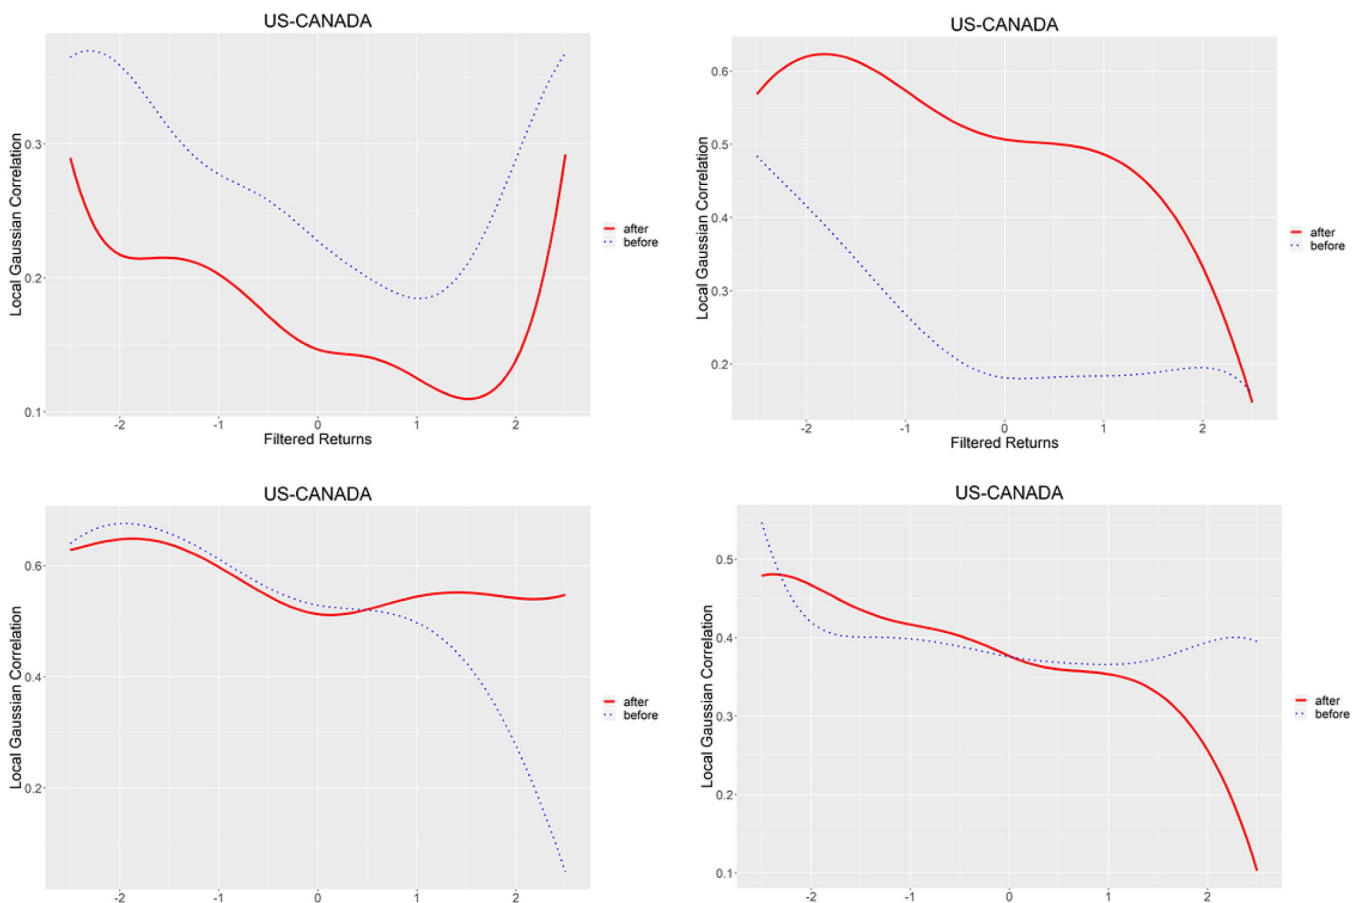 US-CANADA
Local Gaussian Correlation
0.3
0.2
0.1
-2 -1 0 1 2
Filtered Returns
after
before
US-CANADA
Local Gaussian Correlation
0.6
0.5
0.4
0.3
0.2
-2 -1 0 1 2
Filtered Returns
after
before
US-CANADA
Local Gaussian Correlation
0.6
0.4
0.2
-2 -1 0 1 2
after
before
US-CANADA
Local Gaussian Correlation
0.5
0.4
0.3
0.2
0.1
-2 -1 0 1 2
after
before